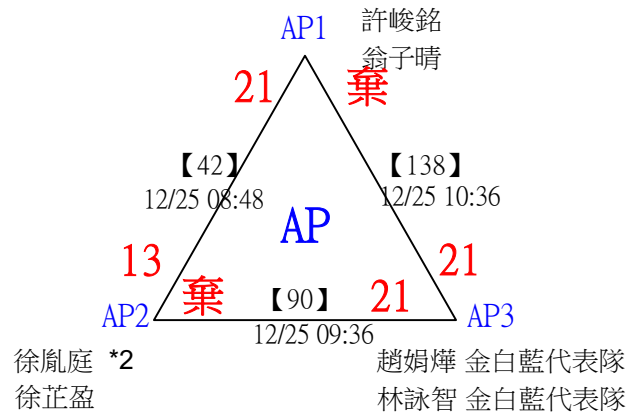 AP1
許峻銘
翁子晴
21
棄
【42】
12/25 08:48
【138】
12/25 10:36
AP
13
21
棄
【90】
21
AP2
12/25 09:36
AP3
徐胤庭 *2
徐芷盈
趙娟燁 金白藍代表隊
林詠智 金白藍代表隊